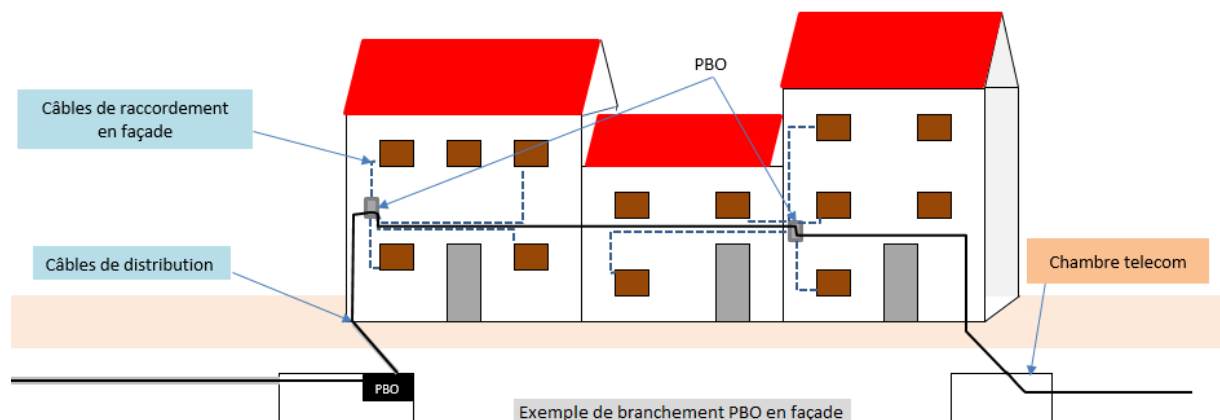 PBO
Câbles de raccordement
en façade
Câbles de distribution
Chambre telecom
PBO
Exemple de branchement PBO en façade